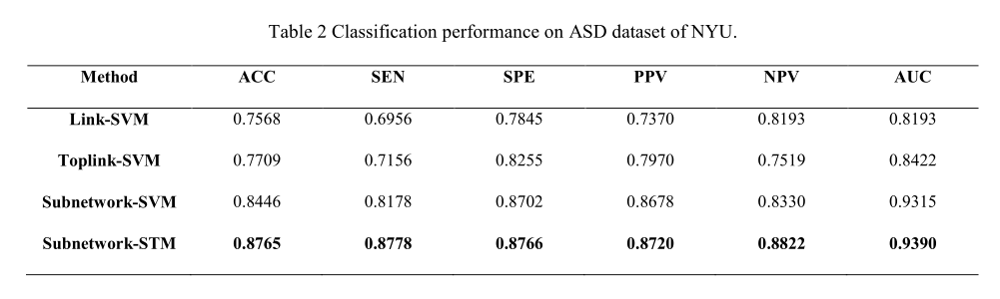 Table 2 Classification performance on ASD dataset of NYU.
Method ACC SEN SPE PPV NPV AUC
Link-SVM 0.7568 0.6956 0.7845 0.7370 0.8193 0.8193
Toplink-SVM 0.7709 0.7156 0.8255 0.7970 0.7519 0.8422
Subnetwork-SVM 0.8446 0.8178 0.8702 0.8678 0.8330 0.9315
Subnetwork-STM 0.8765 0.8778 0.8766 0.8720 0.8822 0.9390